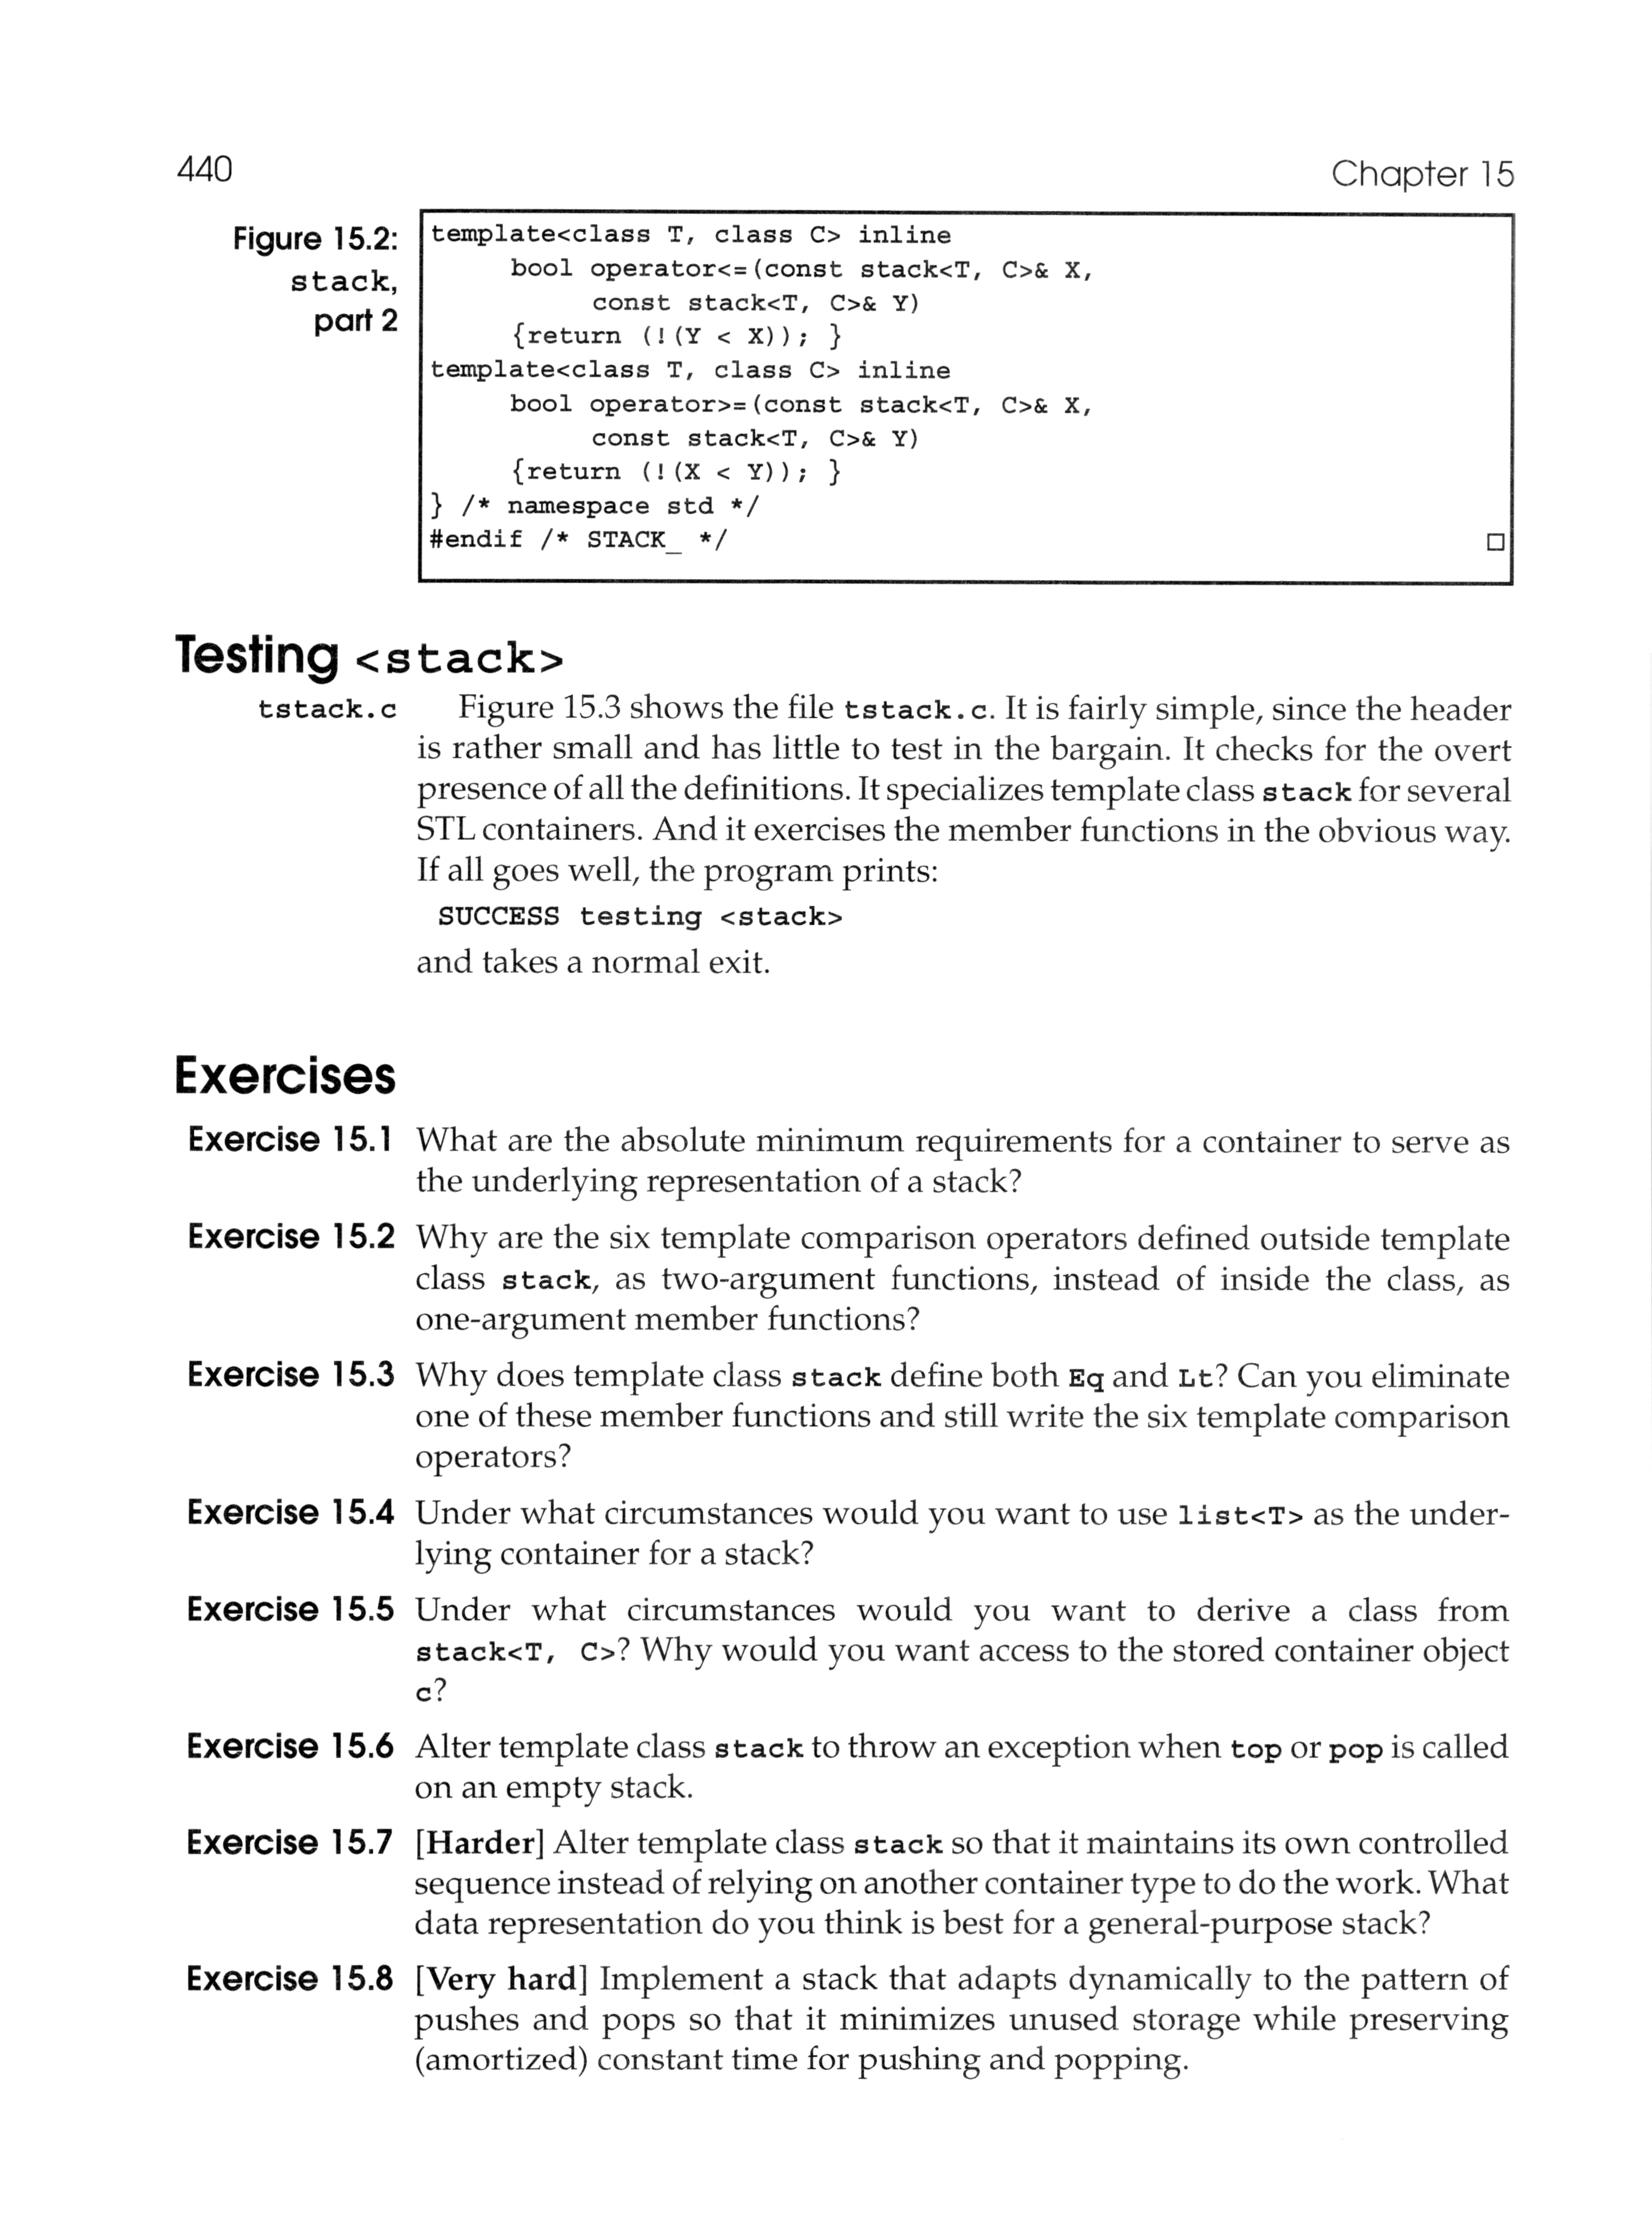 440
Chapter 15
Figure 15.2:
stack,
part 2
template<class T, class C> inline
bool operator<=(const stack<T, C>& X,
const stack<T, C>& Y)
{return (!(Y < X)); }
template<class T, class C> inline
bool operator>=(const stack<T, C>& X,
const stack<T, C>& Y)
{return (!(X < Y)); }
} /* namespace std */
#endif /* STACK_ */
Testing <stack>
tstack.c
Figure 15.3 shows the file tstack.c. It is fairly simple, since the header
is rather small and has little to test in the bargain. It checks for the overt
presence of all the definitions. It specializes template class stack for several
STL containers. And it exercises the member functions in the obvious way.
If all goes well, the program prints:
SUCCESS testing <stack>
and takes a normal exit.
Exercises
Exercise 15.1 What are the absolute minimum requirements for a container to serve as
the underlying representation of a stack?
Exercise 15.2 Why are the six template comparison operators defined outside template
class stack, as two-argument functions, instead of inside the class, as
one-argument member functions?
Exercise 15.3 Why does template class stack define both Eq and Lt? Can you eliminate
one of these member functions and still write the six template comparison
operators?
Exercise 15.4 Under what circumstances would you want to use list<T> as the under-
lying container for a stack?
Exercise 15.5 Under what circumstances would you want to derive a class from
stack<T, C>? Why would you want access to the stored container object
c?
Exercise 15.6 Alter template class stack to throw an exception when top or pop is called
on an empty stack.
Exercise 15.7 [Harder] Alter template class stack so that it maintains its own controlled
sequence instead of relying on another container type to do the work. What
data representation do you think is best for a general-purpose stack?
Exercise 15.8 [Very hard] Implement a stack that adapts dynamically to the pattern of
pushes and pops so that it minimizes unused storage while preserving
(amortized) constant time for pushing and popping.